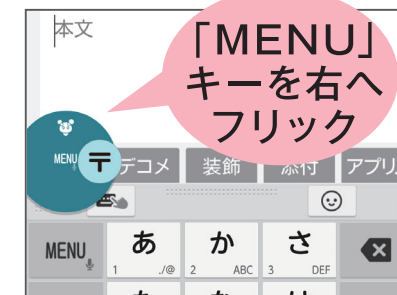 本文
「MENU」
キーを右へ
フリック
MENU
〒
デコメ
装飾
添付
アプリ
MENU
あ
1 ./@
か
2 ABC
さ
3 DEF